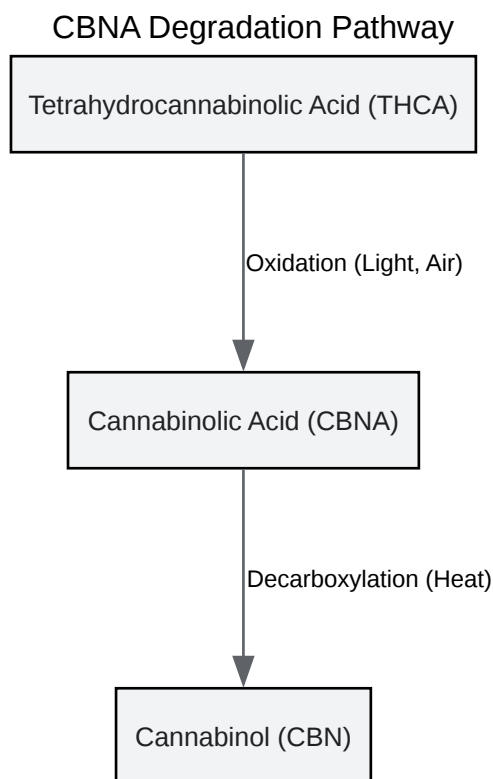 CBNA Degradation Pathway
Tetrahydrocannabinolic Acid (THCA)
Oxidation (Light, Air)
Cannabinolic Acid (CBNA)
Decarboxylation (Heat)
Cannabinol (CBN)